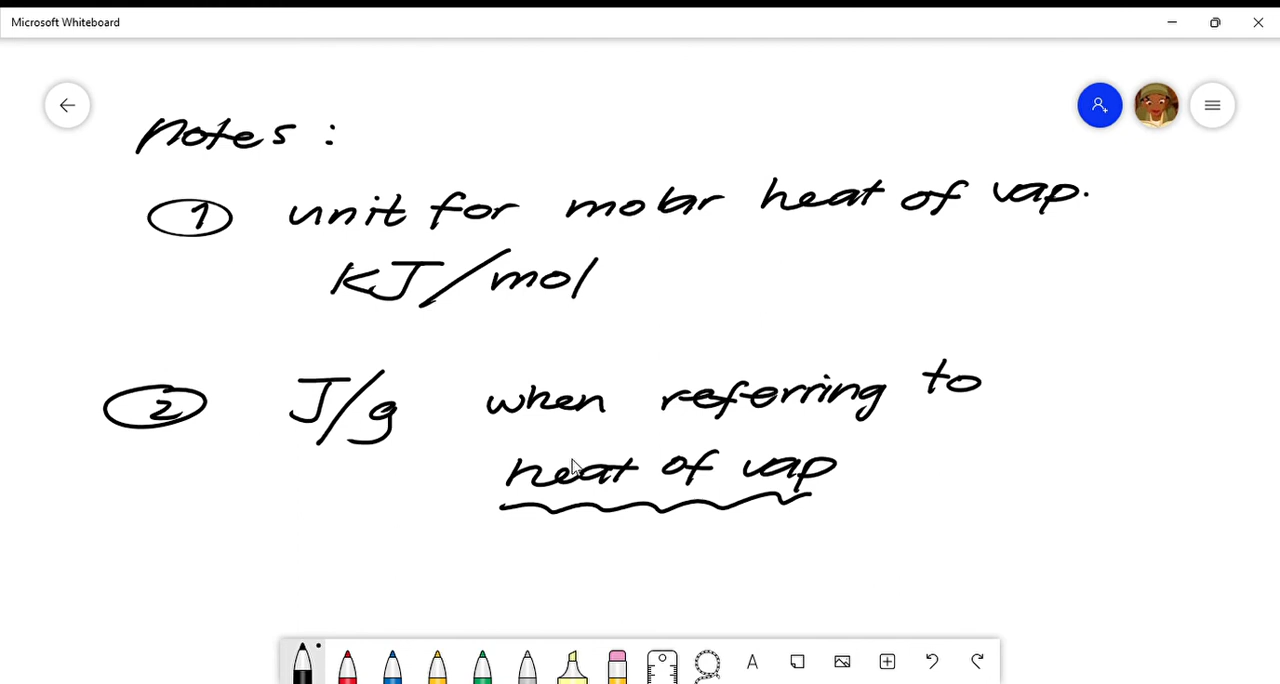 Microsoft Whiteboard
notes :
1 unit for molar heat of vap.
KJ/mol
2 J/g when referring to
heat of vap
A